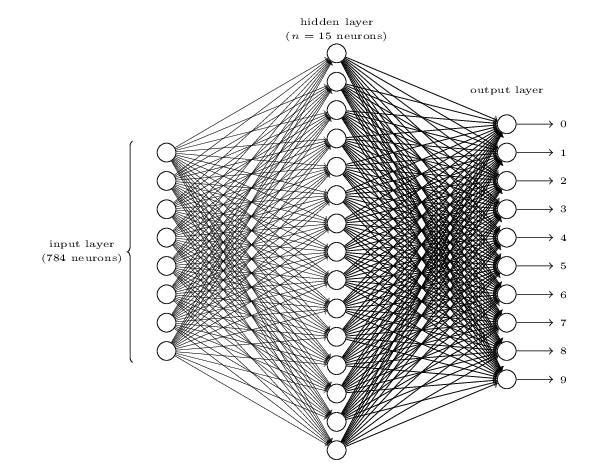 hidden layer
(n = 15 neurons)
output layer
0
1
2
3
4
5
6
7
8
9
input layer
(784 neurons)